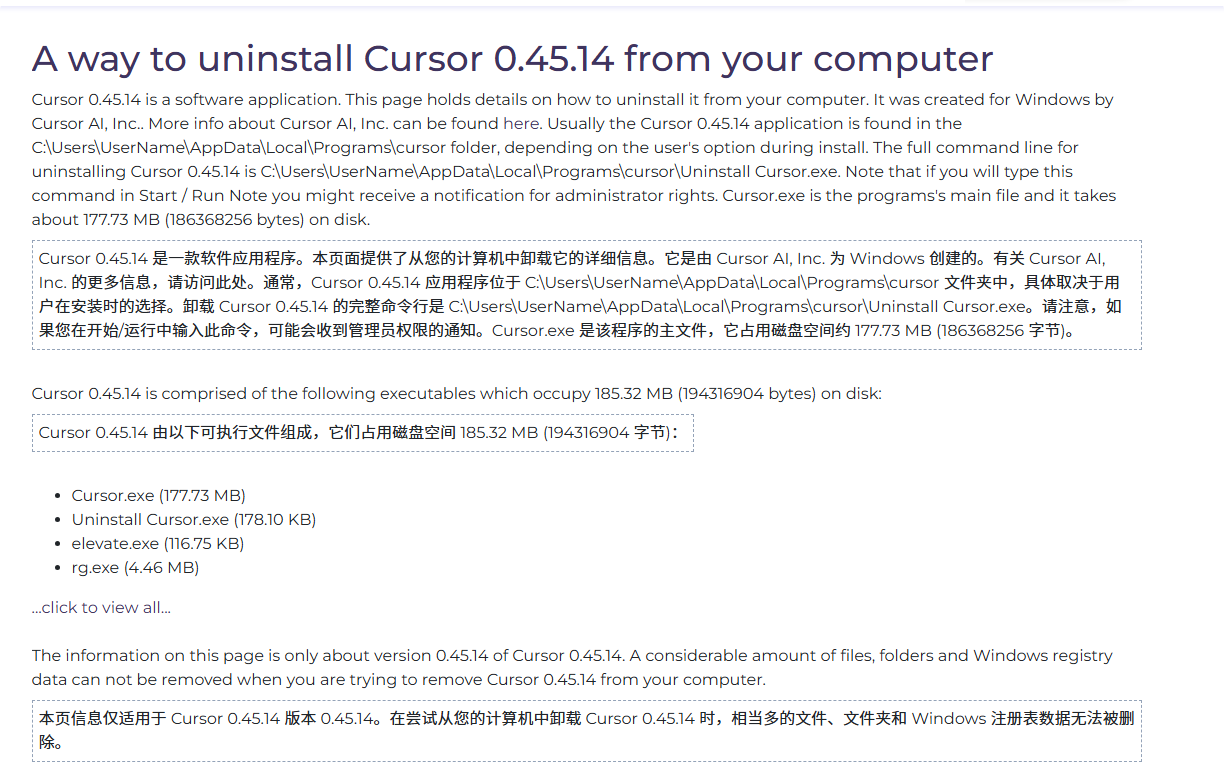 A way to uninstall Cursor 0.45.14 from your computer
Cursor 0.45.14 is a software application. This page holds details on how to uninstall it from your computer. It was created for Windows by
Cursor AI, Inc.. More info about Cursor AI, Inc. can be found here. Usually the Cursor 0.45.14 application is found in the
C:\Users\UserName\AppData\Local\Programs\cursor folder, depending on the user's option during install. The full command line for
uninstalling Cursor 0.45.14 is C:\Users\UserName\AppData\Local\Programs\cursor\Uninstall Cursor.exe. Note that if you will type this
command in Start / Run Note you might receive a notification for administrator rights. Cursor.exe is the programs's main file and it takes
about 177.73 MB (186368256 bytes) on disk.
Cursor 0.45.14 是一款软件应用程序。本页面提供了从您的计算机中卸载它的详细信息。它是由 Cursor AI, Inc. 为 Windows 创建的。有关 Cursor AI,
Inc. 的更多信息，请访问此处。通常，Cursor 0.45.14 应用程序位于 C:\Users\UserName\AppData\Local\Programs\cursor 文件夹中，具体取决于用
户在安装时的选择。卸载 Cursor 0.45.14 的完整命令行是 C:\Users\UserName\AppData\Local\Programs\cursor\Uninstall Cursor.exe。请注意，如
果您在开始/运行中输入此命令，可能会收到管理员权限的通知。Cursor.exe 是该程序的主文件，它占用磁盘空间约 177.73 MB (186368256 字节)。
Cursor 0.45.14 is comprised of the following executables which occupy 185.32 MB (194316904 bytes) on disk:
Cursor 0.45.14 由以下可执行文件组成，它们占用磁盘空间 185.32 MB (194316904 字节)：
• Cursor.exe (177.73 MB)
• Uninstall Cursor.exe (178.10 KB)
• elevate.exe (116.75 KB)
• rg.exe (4.46 MB)
...click to view all...
The information on this page is only about version 0.45.14 of Cursor 0.45.14. A considerable amount of files, folders and Windows registry
data can not be removed when you are trying to remove Cursor 0.45.14 from your computer.
本页信息仅适用于 Cursor 0.45.14 版本 0.45.14。在尝试从您的计算机中卸载 Cursor 0.45.14 时，相当多的文件、文件夹和 Windows 注册表数据无法被删
除。